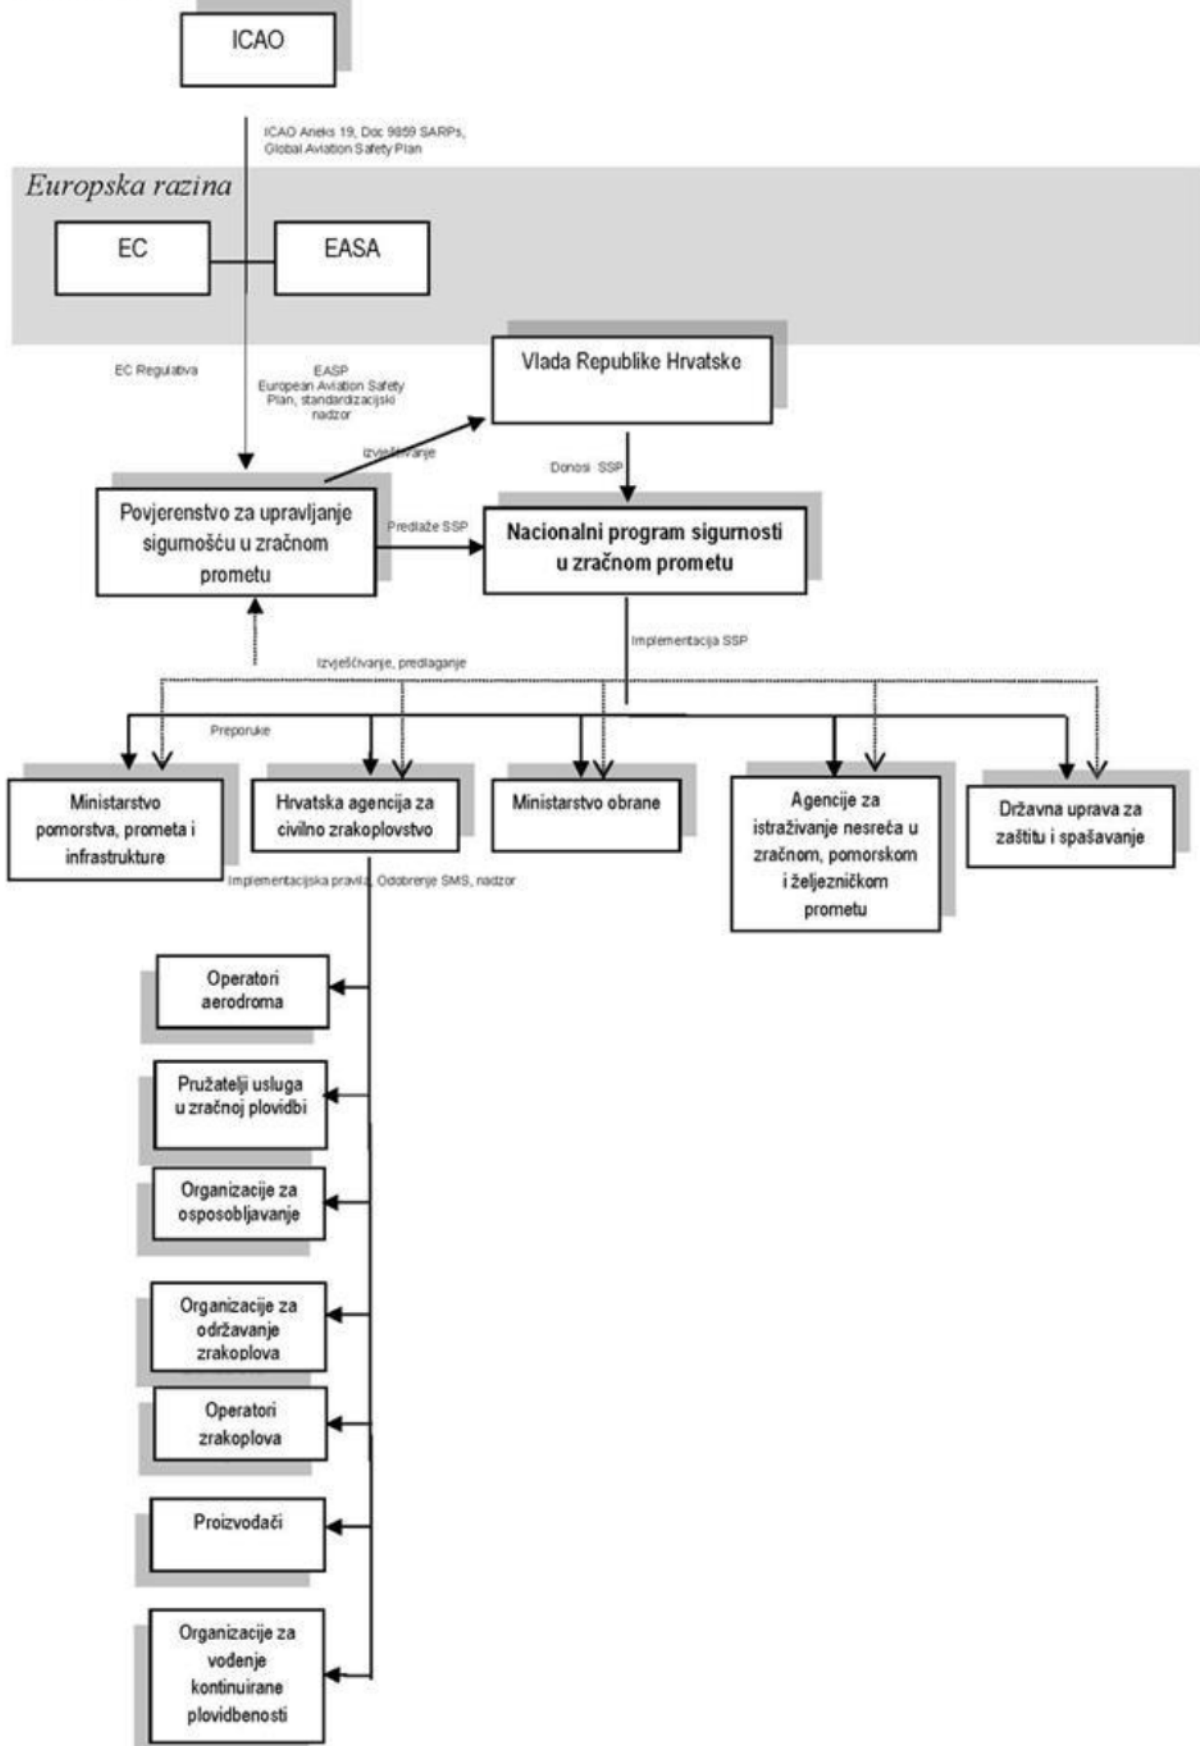 ICAO
ICAO Aneks 19, Doc 9859 SARPs,
Global Aviation Safety Plan
Europska razina
EC
EASA
Vlada Republike Hrvatske
EC Regulativa
EASP
European Aviation Safety
Plan, standardizacijski
nadzor
izvješćivanje
Donosi SSP
Povjerenstvo za upravljanje
sigurnošću u zračnom
prometu
Predlaže SSP
Nacionalni program sigurnosti
u zračnom prometu
Implementacija SSP
Izvješćivanje, predlaganje
Preporuke
Ministarstvo
pomorstva, prometa i
infrastrukture
Hrvatska agencija za
civilno zrakoplovstvo
Ministarstvo obrane
Agencije za
istraživanje nesreća u
zračnom, pomorskom
i željezničkom
prometu
Državna uprava za
zaštitu i spašavanje
Implementacijska pravila, Odobrenje SMS, nadzor
Operatori
aerodroma
Pružatelji usluga
u zračnoj plovidbi
Organizacije za
osposobljavanje
Organizacije za
održavanje
zrakoplova
Operatori
zrakoplova
Proizvođači
Organizacije za
vođenje
kontinuirane
plovidbenosti